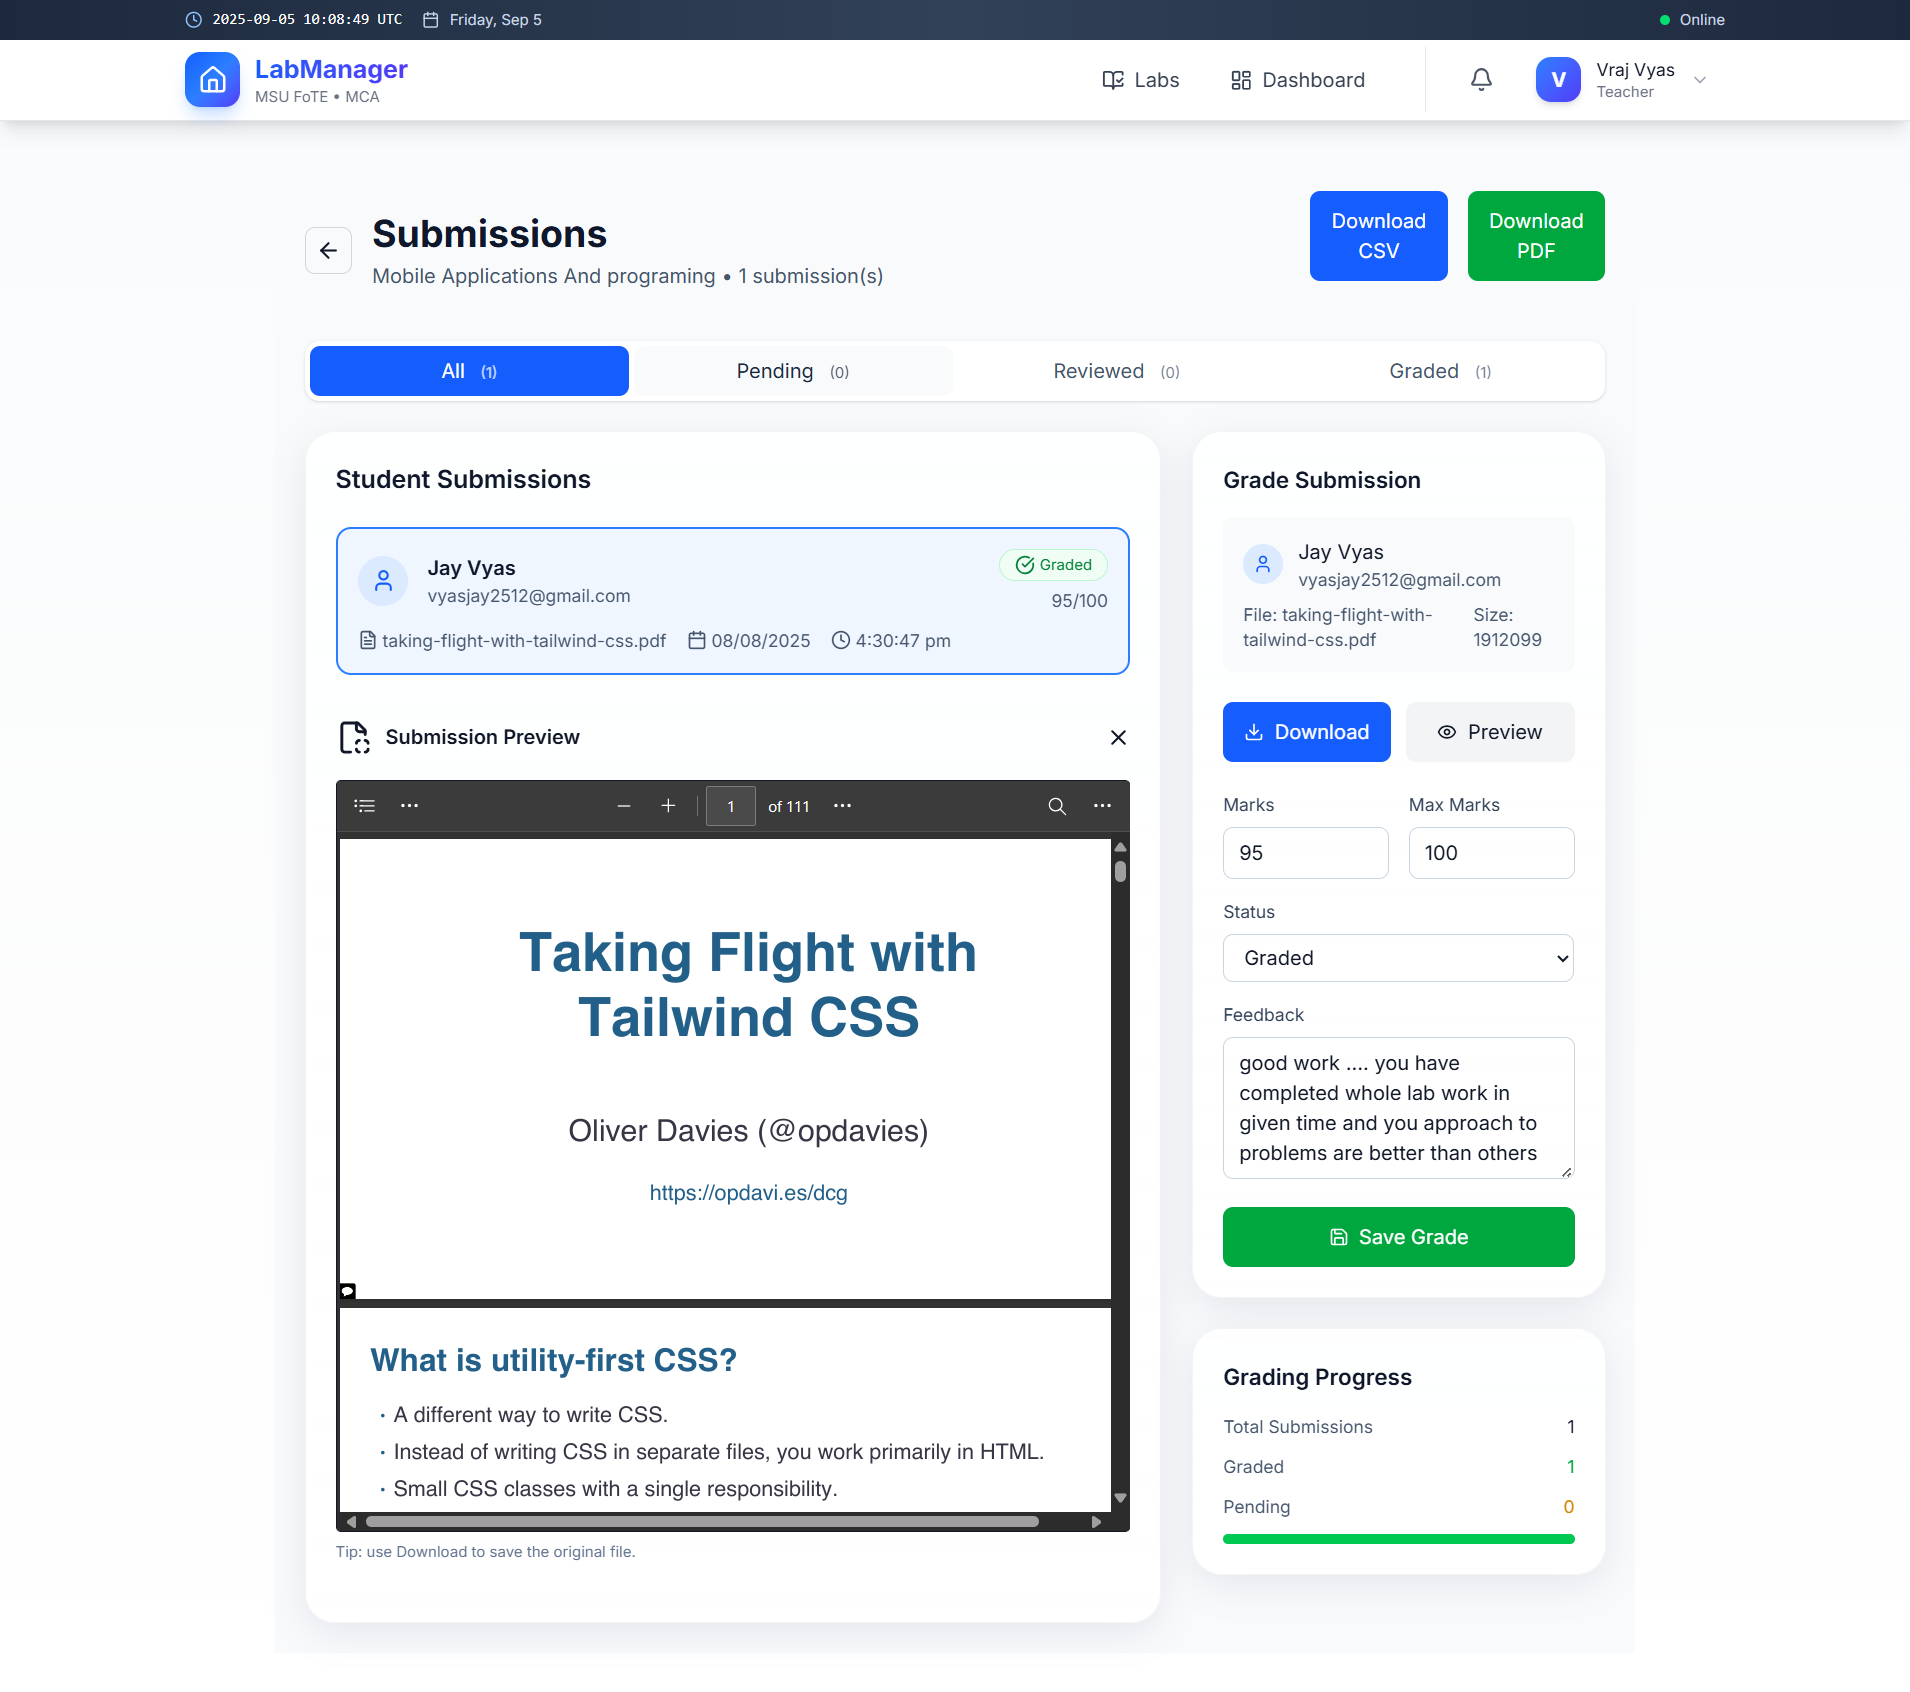 2025-09-05 10:08:49 UTC Friday, Sep 5 Online
LabManager
MSU FoTE • MCA
Labs Dashboard
V
Vraj Vyas
Teacher
Submissions
Mobile Applications And programing • 1 submission(s)
Download
CSV
Download
PDF
All (1) Pending (0) Reviewed (0) Graded (1)
Student Submissions
Jay Vyas
vyasjay2512@gmail.com
Graded
95/100
taking-flight-with-tailwind-css.pdf 08/08/2025 4:30:47 pm
Submission Preview
1 of 111
Taking Flight with
Tailwind CSS
Oliver Davies (@opdavies)
https://opdavi.es/dcg
What is utility-first CSS?
· A different way to write CSS.
· Instead of writing CSS in separate files, you work primarily in HTML.
· Small CSS classes with a single responsibility.
Tip: use Download to save the original file.
Grade Submission
Jay Vyas
vyasjay2512@gmail.com
File: taking-flight-with-
tailwind-css.pdf
Size:
1912099
Download Preview
Marks Max Marks
95 100
Status
Graded
Feedback
good work .... you have
completed whole lab work in
given time and you approach to
problems are better than others
Save Grade
Grading Progress
Total Submissions 1
Graded 1
Pending 0